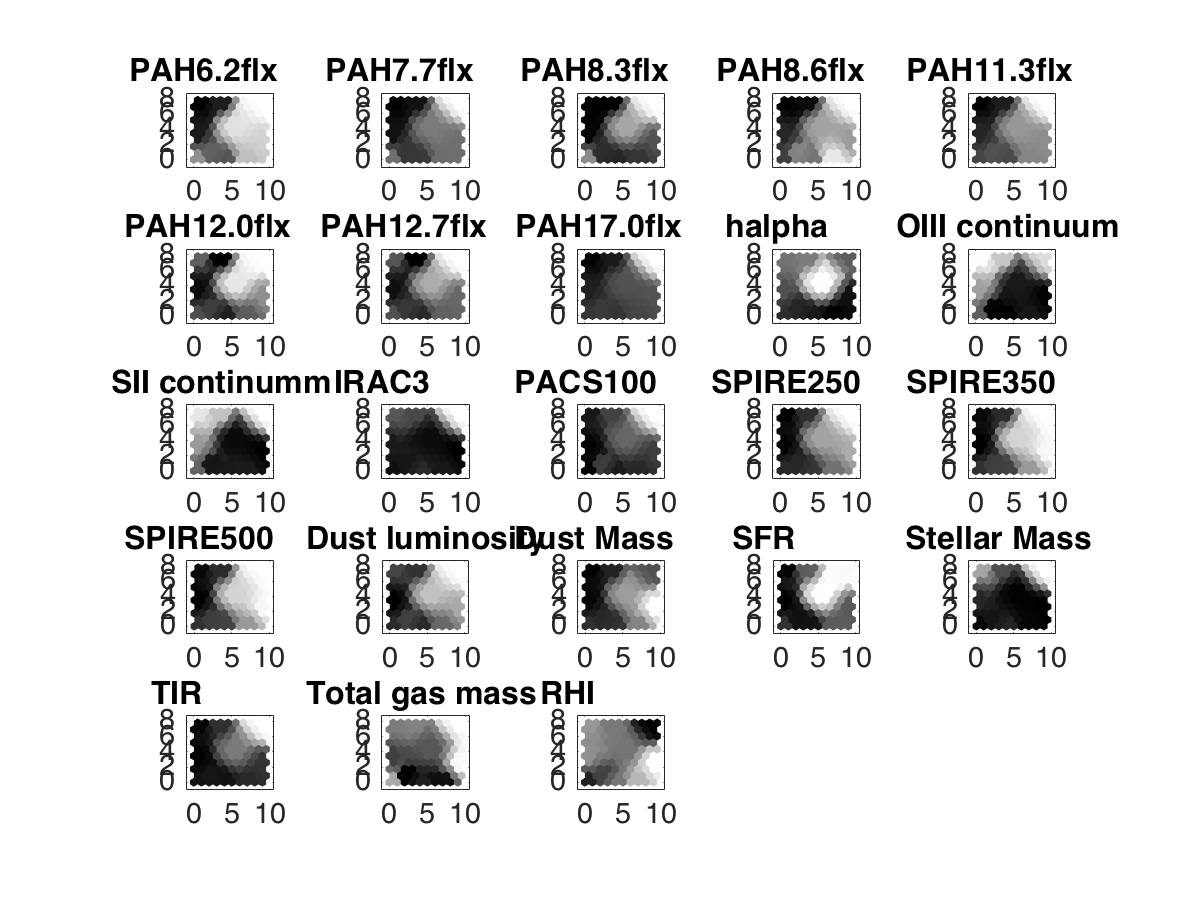 PAH6.2flx PAH7.7flx PAH8.3flx PAH8.6flx PAH11.3flx
8 8 8 8 8
6 6 6 6 6
4 4 4 4 4
2 2 2 2 2
0 0 0 0 0
0 5 10 0 5 10 0 5 10 0 5 10 0 5 10
PAH12.0flx PAH12.7flx PAH17.0flx halpha OIII continuum
8 8 8 8 8
6 6 6 6 6
4 4 4 4 4
2 2 2 2 2
0 0 0 0 0
0 5 10 0 5 10 0 5 10 0 5 10 0 5 10
SII continumm IRAC3 PACS100 SPIRE250 SPIRE350
8 8 8 8 8
6 6 6 6 6
4 4 4 4 4
2 2 2 2 2
0 0 0 0 0
0 5 10 0 5 10 0 5 10 0 5 10 0 5 10
SPIRE500 Dust luminosity Dust Mass SFR Stellar Mass
8 8 8 8 8
6 6 6 6 6
4 4 4 4 4
2 2 2 2 2
0 0 0 0 0
0 5 10 0 5 10 0 5 10 0 5 10 0 5 10
TIR Total gas mass RHI
8 8 8
6 6 6
4 4 4
2 2 2
0 0 0
0 5 10 0 5 10 0 5 10